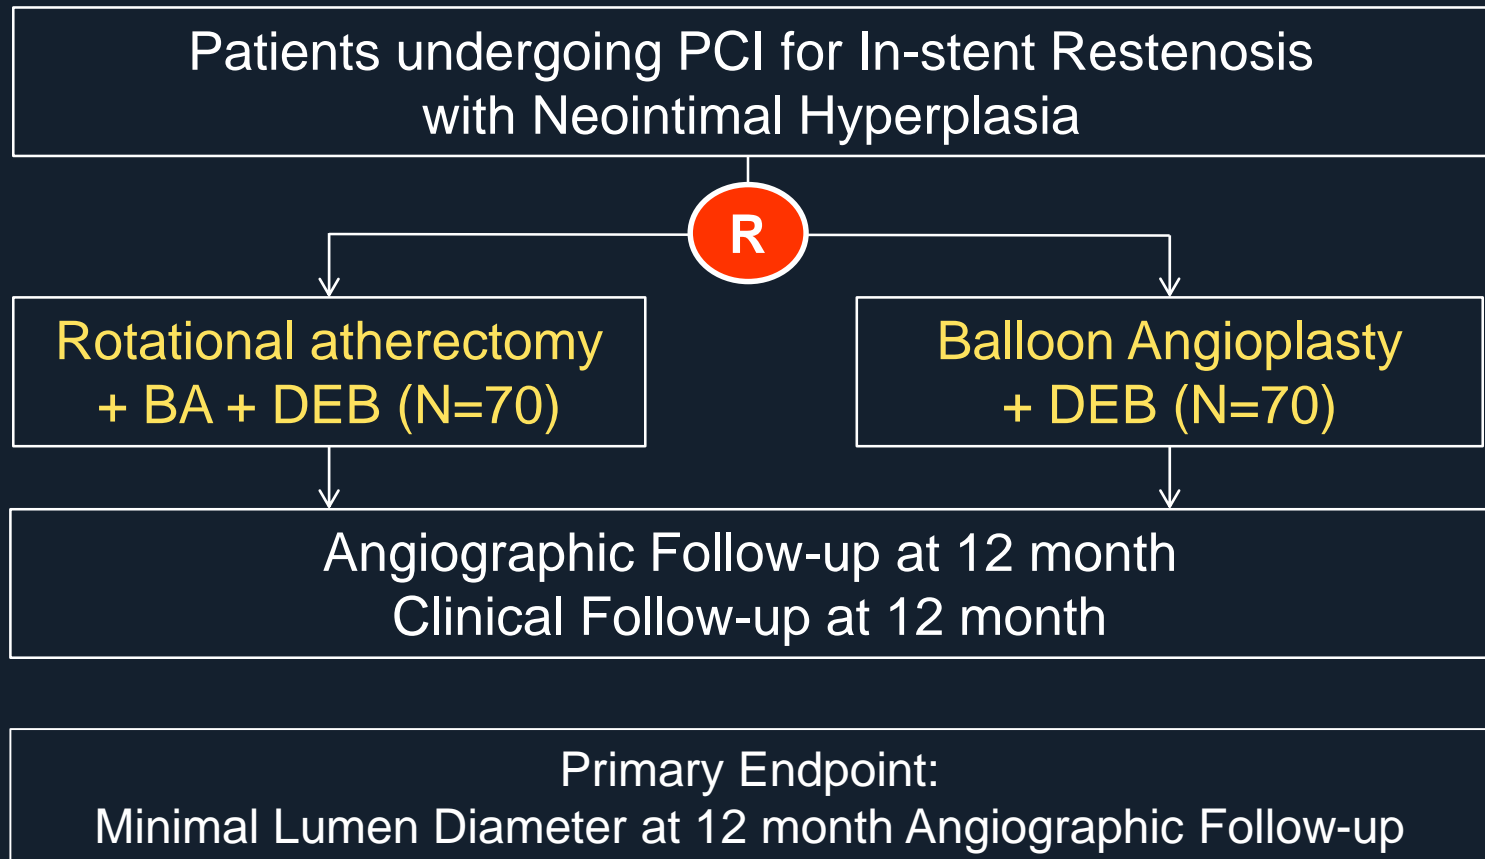 Patients undergoing PCI for In-stent Restenosis
with Neointimal Hyperplasia
R
Rotational atherectomy
+ BA + DEB (N=70)
Balloon Angioplasty
+ DEB (N=70)
Angiographic Follow-up at 12 month
Clinical Follow-up at 12 month
Primary Endpoint:
Minimal Lumen Diameter at 12 month Angiographic Follow-up